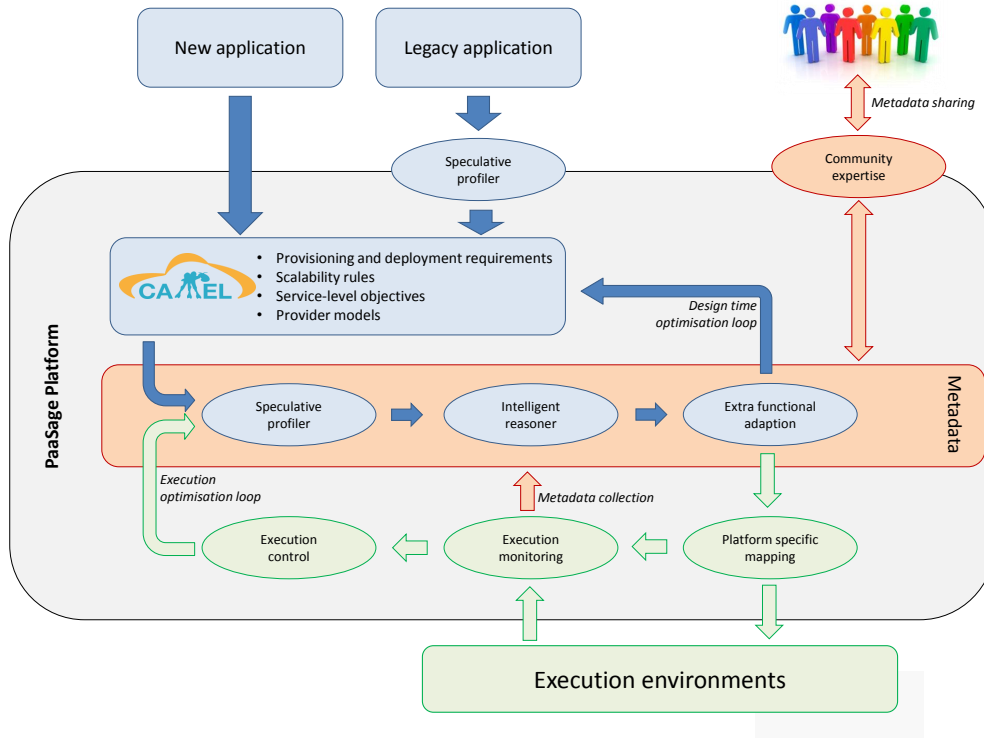 New application
Legacy application
Metadata sharing
Speculative
profiler
Community
expertise
CAMEL
• Provisioning and deployment requirements
• Scalability rules
• Service-level objectives
• Provider models
Design time
optimisation loop
PaaSage Platform
Metadata
Speculative
profiler
Intelligent
reasoner
Extra functional
adaption
Execution
optimisation loop
Metadata collection
Execution
control
Execution
monitoring
Platform specific
mapping
Execution environments